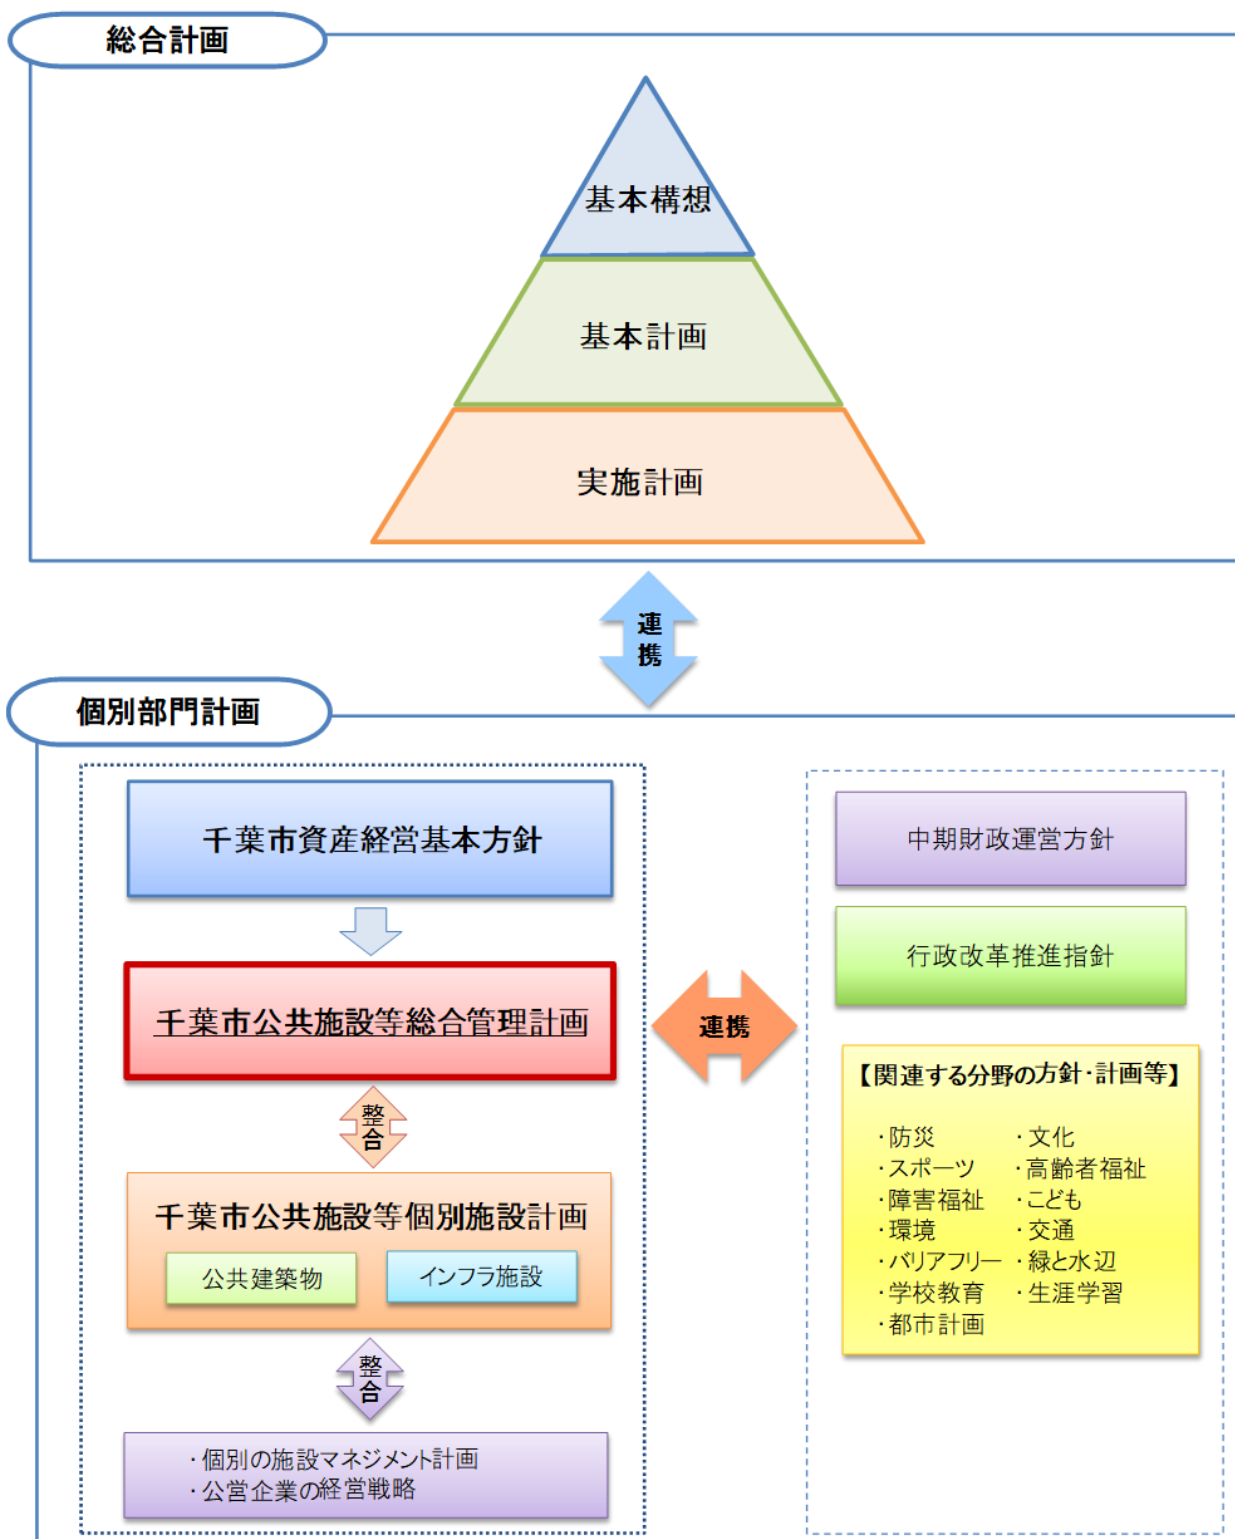 総合計画
基本構想
基本計画
実施計画
連
携
個別部門計画
千葉市資産経営基本方針
千葉市公共施設等総合管理計画
整
合
千葉市公共施設等個別施設計画
公共建築物
インフラ施設
整
合
・個別の施設マネジメント計画
・公営企業の経営戦略
連携
中期財政運営方針
行政改革推進指針
【関連する分野の方針・計画等】
・防災 ・文化
・スポーツ ・高齢者福祉
・障害福祉 ・こども
・環境 ・交通
・バリアフリー ・緑と水辺
・学校教育 ・生涯学習
・都市計画